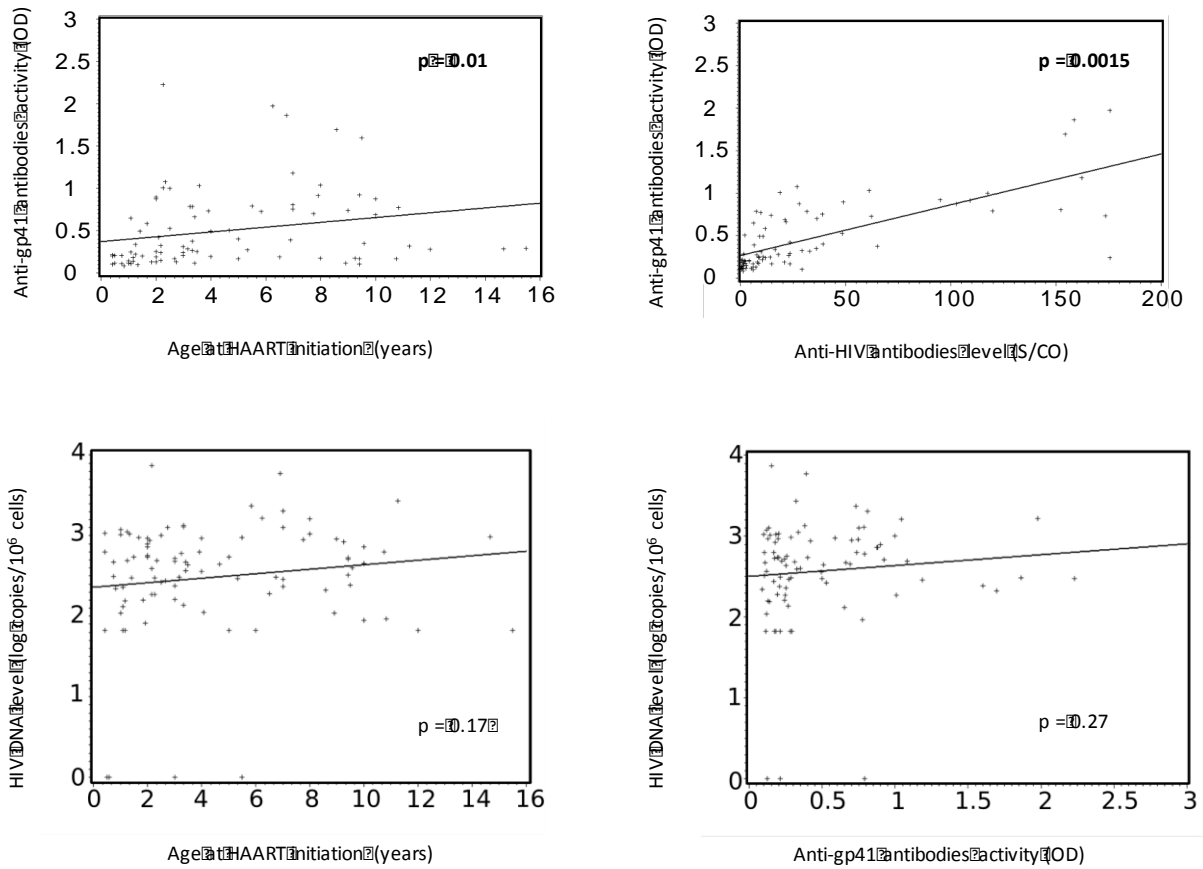 3
2.5
2
1.5
1
0.5
0
Anti-gp41 antibodies activity (OD)
p = 0.01
0 2 4 6 8 10 12 14 16
Age at HAART initiation (years)
3
2.5
2
1.5
1
0.5
0
Anti-gp41 antibodies activity (OD)
p = 0.0015
0 50 100 150 200
Anti-HIV antibodies level (S/CO)
4
3
2
1
0
HIV DNA level (log copies/10⁶ cells)
p = 0.17
0 2 4 6 8 10 12 14 16
Age at HAART initiation (years)
4
3
2
1
0
HIV DNA level (log copies/10⁶ cells)
p = 0.27
0 0.5 1 1.5 2 2.5 3
Anti-gp41 antibodies activity (OD)